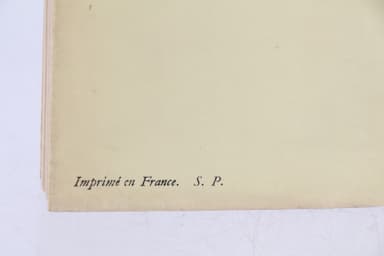 Imprimé en France. S. P.